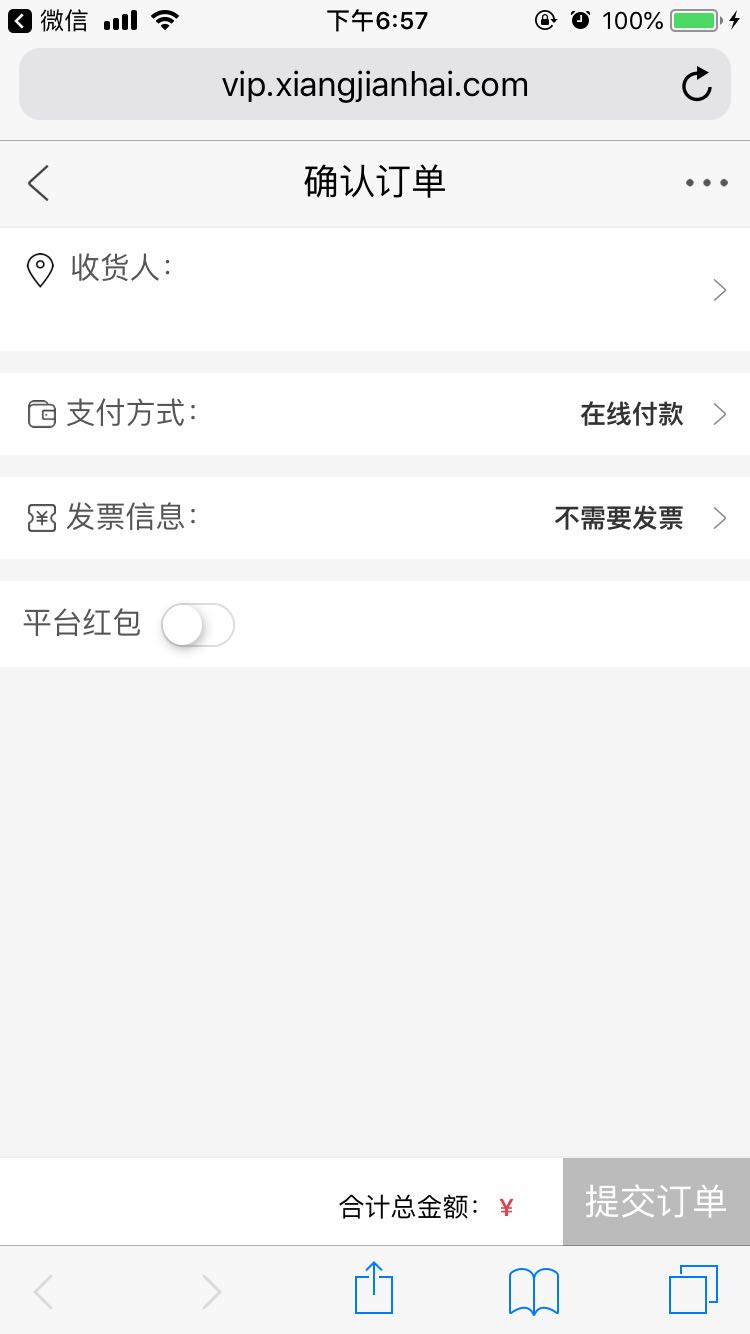 微信 下午6:57 100%
vip.xiangjianhai.com
确认订单
收货人：
支付方式： 在线付款
发票信息： 不需要发票
平台红包
合计总金额： ¥ 提交订单